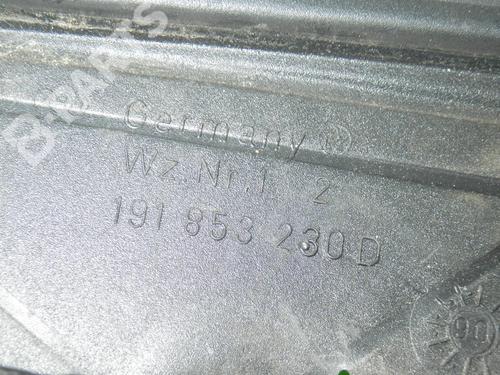 B-PARTS
Germany
Wz.Nr.1 2
191 853 230 D
90